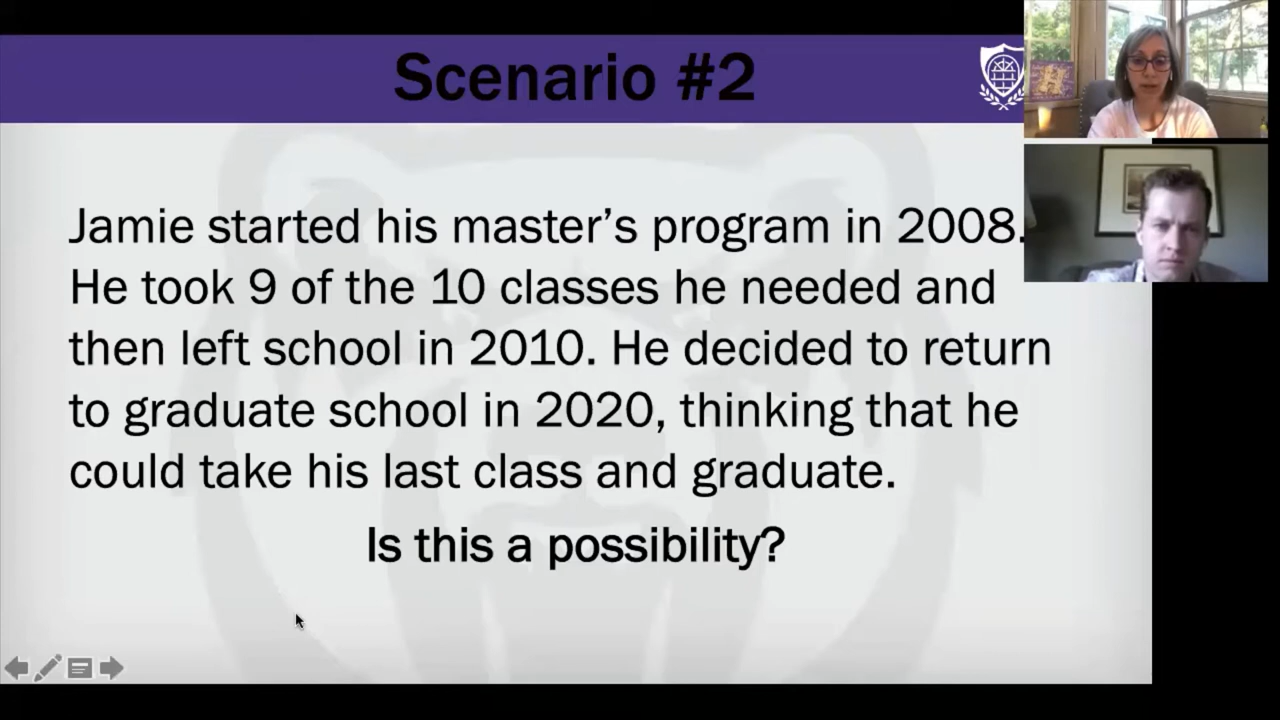 Scenario #2
Jamie started his master’s program in 2008.
He took 9 of the 10 classes he needed and
then left school in 2010. He decided to return
to graduate school in 2020, thinking that he
could take his last class and graduate.
Is this a possibility?